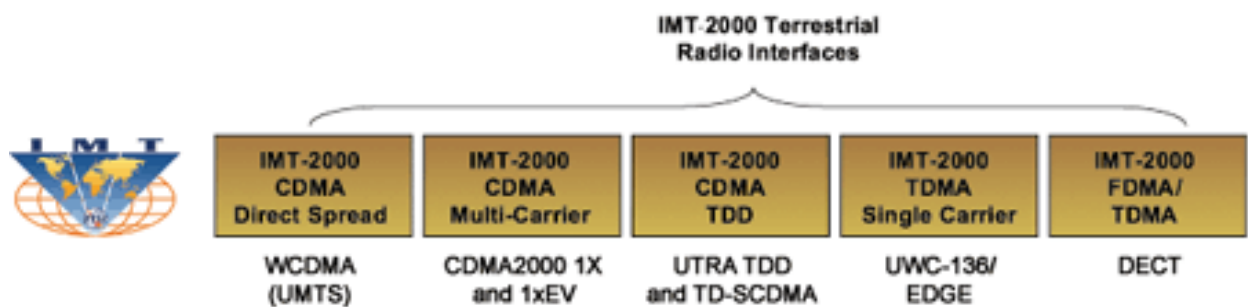 IMT-2000 Terrestrial
Radio Interfaces
IMT
IMT-2000
CDMA
Direct Spread
IMT-2000
CDMA
Multi-Carrier
IMT-2000
CDMA
TDD
IMT-2000
TDMA
Single Carrier
IMT-2000
FDMA/
TDMA
WCDMA
(UMTS)
CDMA2000 1X
and 1xEV
UTRA TDD
and TD-SCDMA
UWC-136/
EDGE
DECT